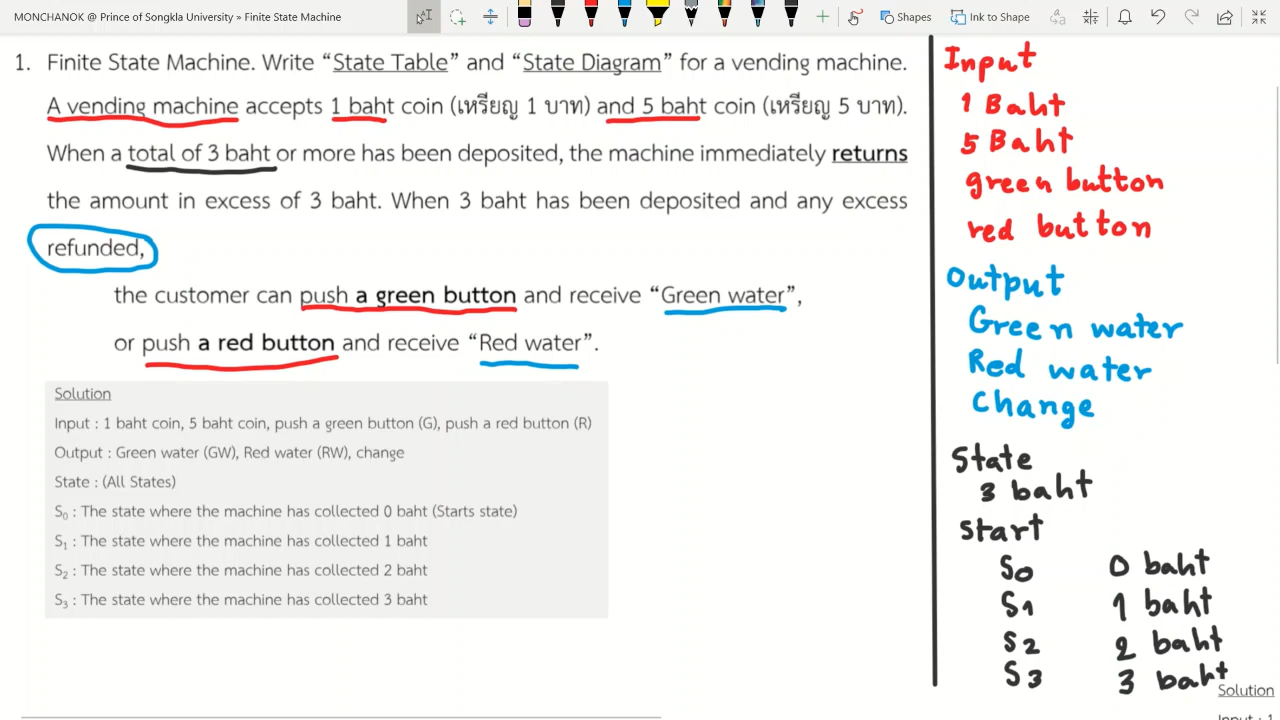 MONCHANOK @ Prince of Songkla University » Finite State Machine
Shapes
Ink to Shape
1. Finite State Machine. Write “State Table” and “State Diagram” for a vending machine.
A vending machine accepts 1 baht coin (เหรียญ 1 บาท) and 5 baht coin (เหรียญ 5 บาท).
When a total of 3 baht or more has been deposited, the machine immediately returns
the amount in excess of 3 baht. When 3 baht has been deposited and any excess
refunded,
the customer can push a green button and receive “Green water”,
or push a red button and receive “Red water”.
Solution
Input : 1 baht coin, 5 baht coin, push a green button (G), push a red button (R)
Output : Green water (GW), Red water (RW), change
State : (All States)
S0 : The state where the machine has collected 0 baht (Starts state)
S1 : The state where the machine has collected 1 baht
S2 : The state where the machine has collected 2 baht
S3 : The state where the machine has collected 3 baht
Input
1 Baht
5 Baht
green button
red button
Output
Green water
Red water
Change
State
3 baht
Start
S0 0 baht
S1 1 baht
S2 2 baht
S3 3 baht
Solution